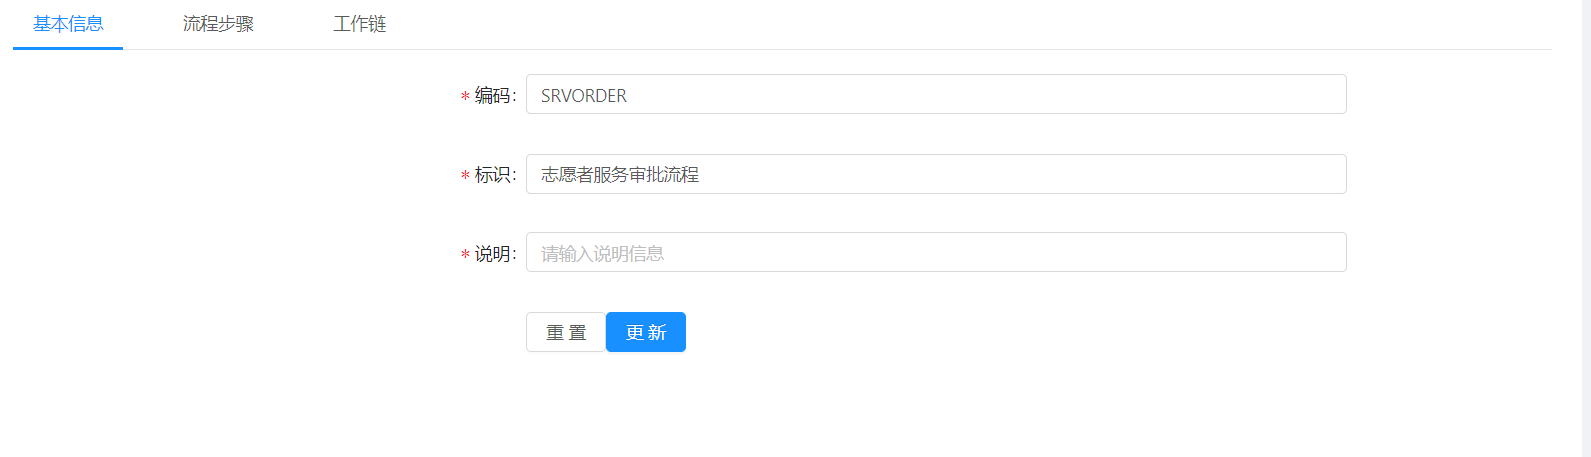 基本信息 流程步骤 工作链
* 编码: SRVORDER
* 标识: 志愿者服务审批流程
* 说明: 请输入说明信息
重 置 更 新